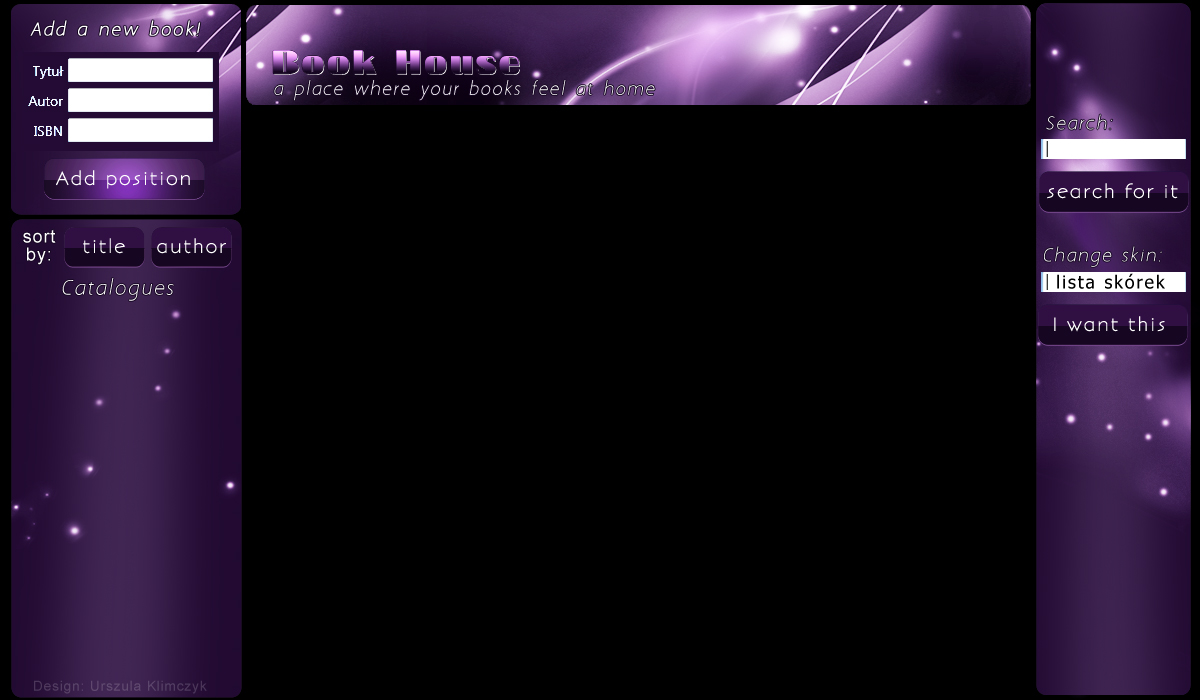 Add a new book!
Tytuł
Autor
ISBN
Add position
sort by:
title
author
Catalogues
Design: Urszula Klimczyk
Book House
a place where your books feel at home
Search:
search for it
Change skin:
lista skórek
I want this